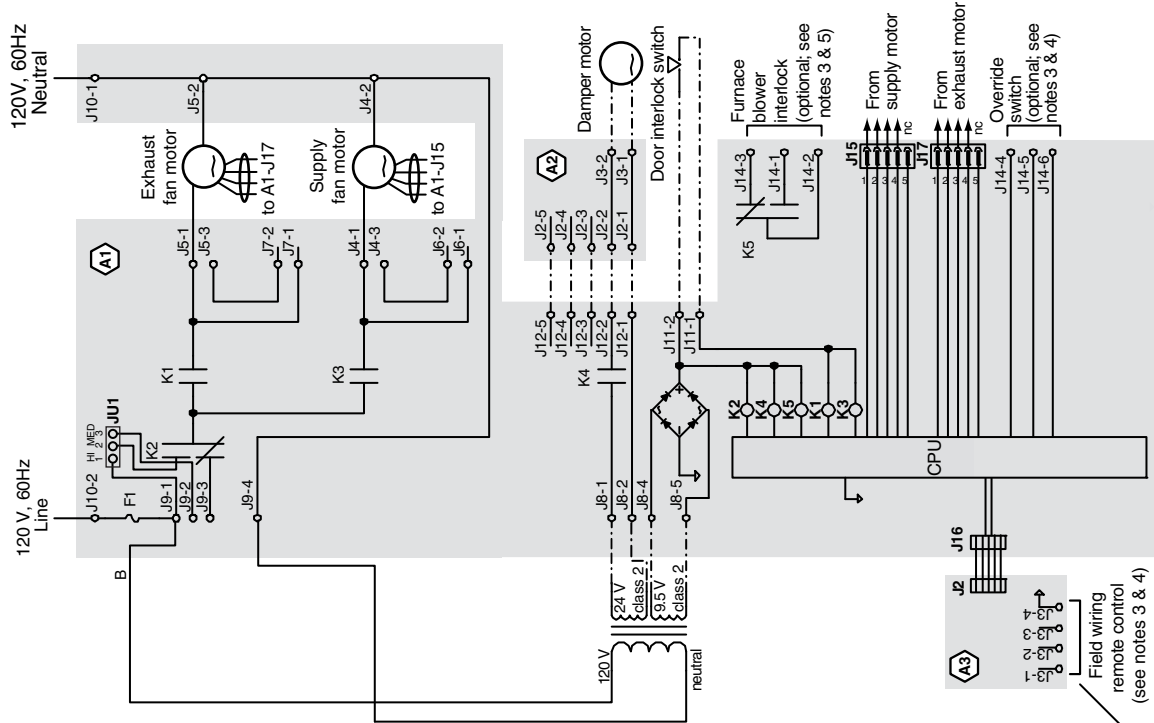 120V, 60Hz
Neutral
J10-1
J5-2
J4-2
Exhaust
fan motor
to A1-J17
Supply
fan motor
to A1-J15
A1
J5-1
J5-3
J7-2
J7-1
J4-1
J4-3
J6-2
J6-1
K1
K3
JU1
HI MED
1 2 3
K2
120 V, 60Hz
Line
J10-2
F1
J9-1
J9-2
J9-3
J9-4
B
Damper motor
Door interlock switch
A2
J3-2
J3-1
J2-5
J2-4
J2-3
J2-2
J2-1
J12-5
J12-4
J12-3
J12-2
J12-1
K4
J11-2
J11-1
J8-1
J8-2
J8-4
J8-5
24 V
class 2
9.5 V
class 2
120 V
neutral
Furnace
blower
interlock
(optional; see
notes 3 & 5)
J14-3
J14-1
J14-2
K5
From
supply motor
nc
J15
1
2
3
4
5
From
exhaust motor
nc
J17
1
2
3
4
5
Override
switch
(optional; see
notes 3 & 4)
J14-4
J14-5
J14-6
K2
K4
K5
K1
K3
CPU
J16
J2
A3
J3-4
J3-3
J3-2
J3-1
Field wiring
remote control
(see notes 3 & 4)